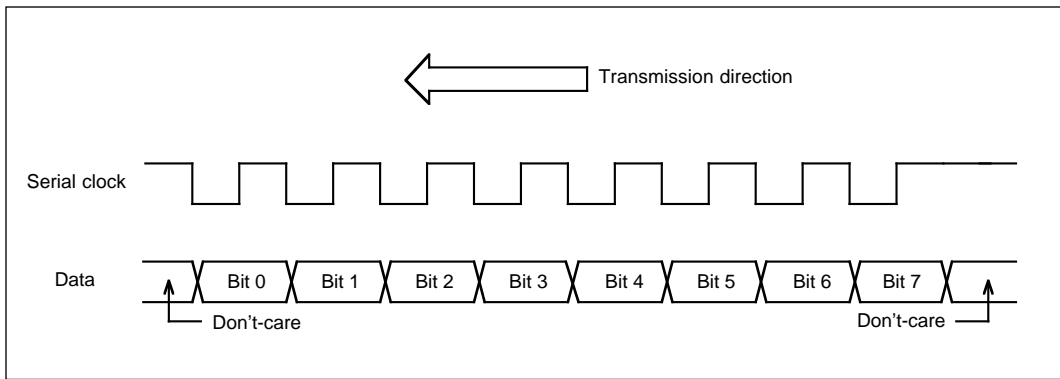 Transmission direction
Serial clock
Data
Bit 0
Bit 1
Bit 2
Bit 3
Bit 4
Bit 5
Bit 6
Bit 7
Don't-care
Don't-care